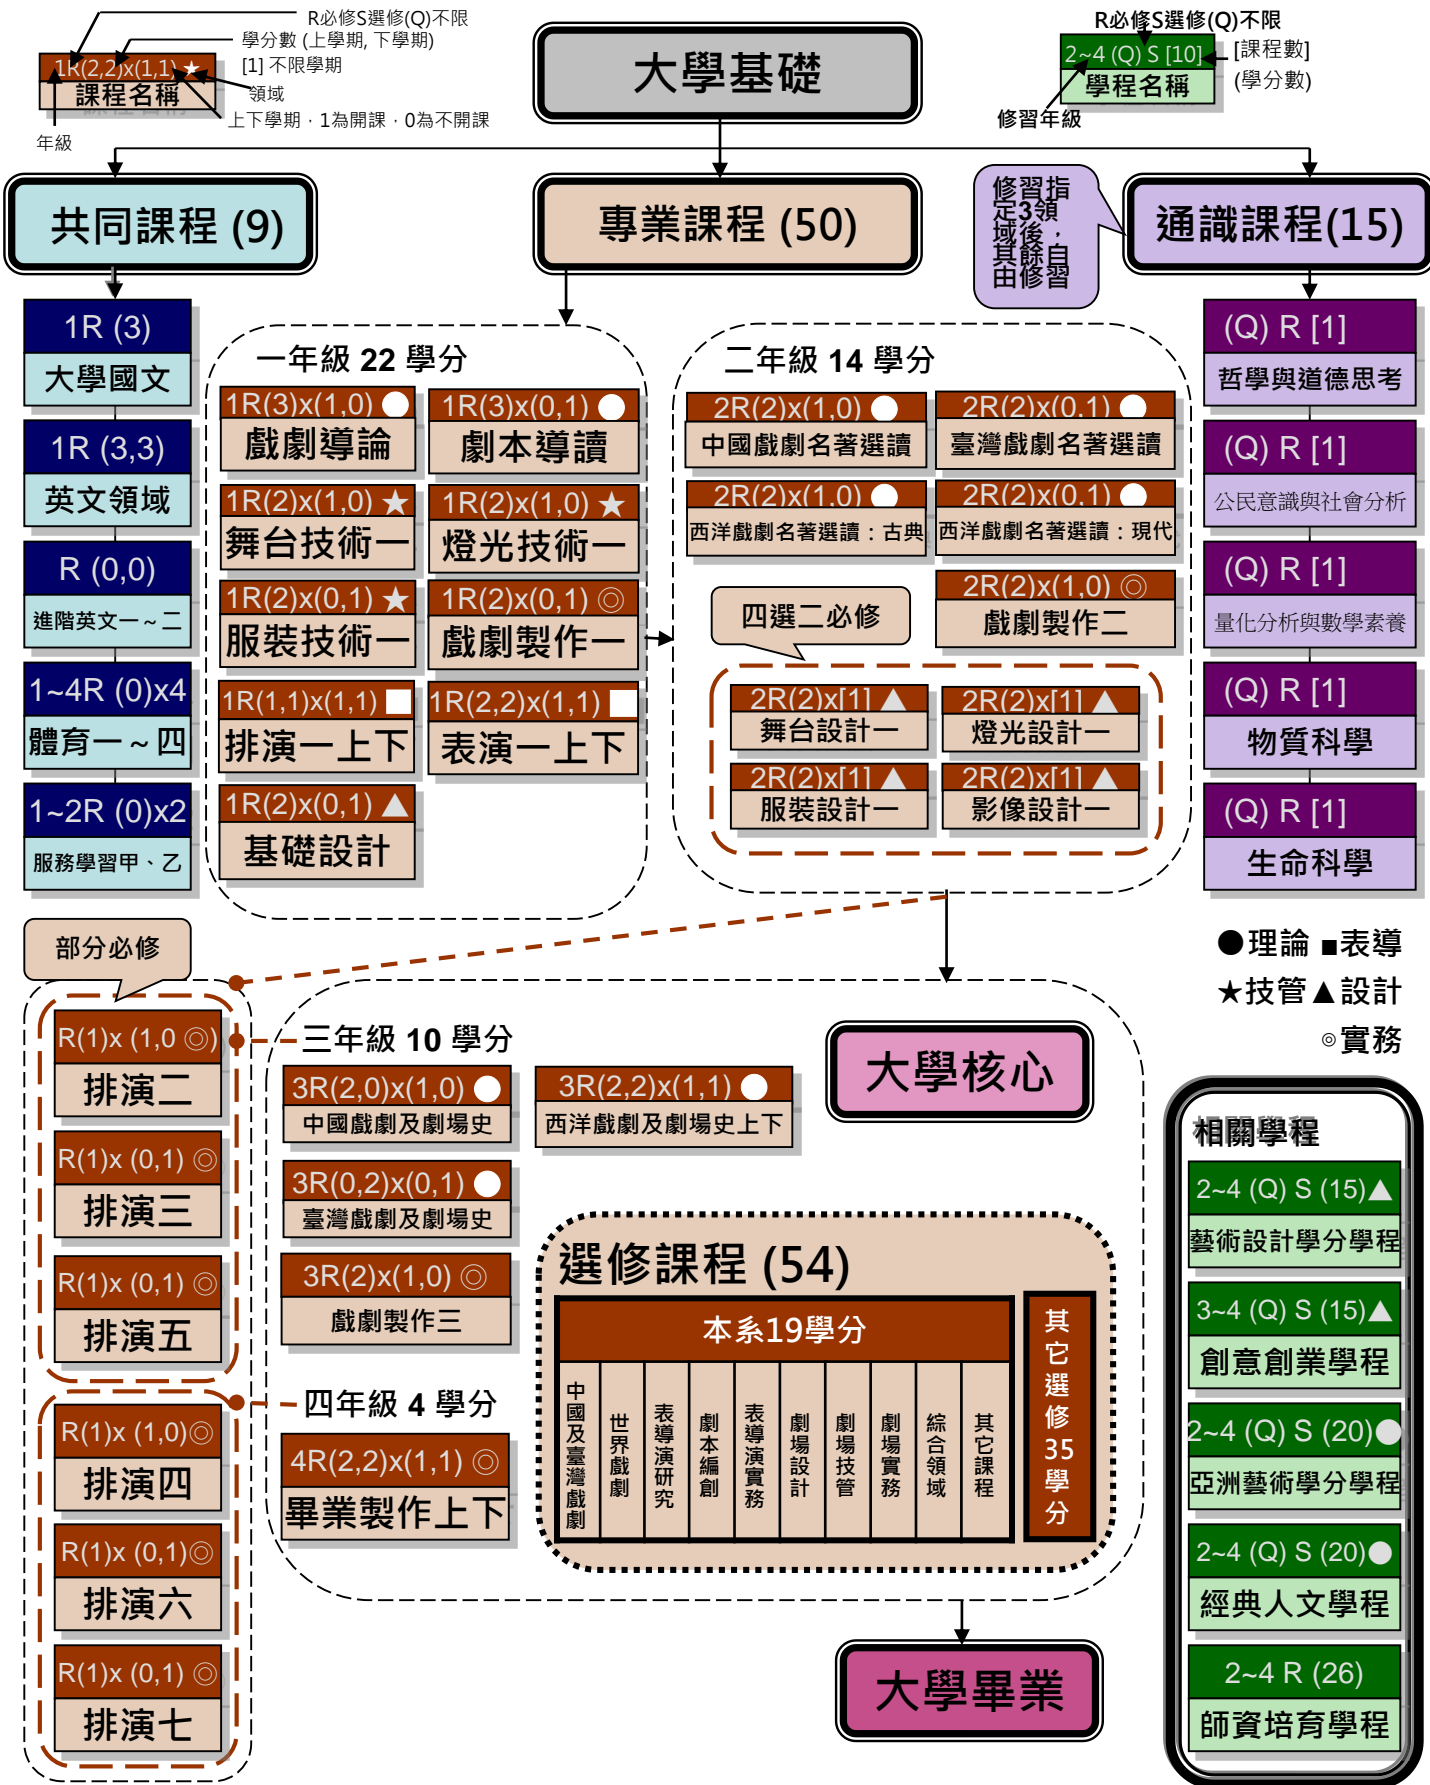 R必修S選修(Q)不限
學分數 (上學期, 下學期)
[1] 不限學期
領域
上下學期，1為開課，0為不開課
年級
1R(2,2)x(1,1) ★
課程名稱
大學基礎
R必修S選修(Q)不限
2~4 (Q) S [10]
學程名稱
[課程數]
(學分數)
修習年級
共同課程 (9)
專業課程 (50)
修習指
定3領
域後，
其餘自
由修習
通識課程(15)
1R (3)
大學國文
1R (3,3)
英文領域
R (0,0)
進階英文一~二
1~4R (0)x4
體育一~四
1~2R (0)x2
服務學習甲、乙
一年級 22 學分
1R(3)x(1,0) ●
戲劇導論
1R(3)x(0,1) ●
劇本導讀
1R(2)x(1,0) ★
舞台技術一
1R(2)x(1,0) ★
燈光技術一
1R(2)x(0,1) ★
服裝技術一
1R(2)x(0,1) ◎
戲劇製作一
1R(1,1)x(1,1) ■
排演一上下
1R(2,2)x(1,1) ■
表演一上下
1R(2)x(0,1) ▲
基礎設計
二年級 14 學分
2R(2)x(1,0) ●
中國戲劇名著選讀
2R(2)x(0,1) ●
臺灣戲劇名著選讀
2R(2)x(1,0) ●
西洋戲劇名著選讀：古典
2R(2)x(0,1) ●
西洋戲劇名著選讀：現代
2R(2)x(1,0) ◎
戲劇製作二
四選二必修
2R(2)x[1] ▲
舞台設計一
2R(2)x[1] ▲
燈光設計一
2R(2)x[1] ▲
服裝設計一
2R(2)x[1] ▲
影像設計一
(Q) R [1]
哲學與道德思考
(Q) R [1]
公民意識與社會分析
(Q) R [1]
量化分析與數學素養
(Q) R [1]
物質科學
(Q) R [1]
生命科學
●理論 ■表導
★技管▲設計
◎實務
部分必修
R(1)x (1,0 ◎)
排演二
R(1)x (0,1) ◎
排演三
R(1)x (0,1) ◎
排演五
R(1)x (1,0)◎
排演四
R(1)x (0,1)◎
排演六
R(1)x (0,1) ◎
排演七
三年級 10 學分
3R(2,0)x(1,0) ●
中國戲劇及劇場史
3R(2,2)x(1,1) ●
西洋戲劇及劇場史上下
3R(0,2)x(0,1) ●
臺灣戲劇及劇場史
3R(2)x(1,0) ◎
戲劇製作三
四年級 4 學分
4R(2,2)x(1,1) ◎
畢業製作上下
大學核心
選修課程 (54)
本系19學分
中國及臺灣戲劇
世界戲劇
表導演研究
劇本編創
表導演實務
劇場設計
劇場技管
劇場實務
綜合領域
其它課程
其它選修35學分
大學畢業
相關學程
2~4 (Q) S (15)▲
藝術設計學分學程
3~4 (Q) S (15)▲
創意創業學程
2~4 (Q) S (20)●
亞洲藝術學分學程
2~4 (Q) S (20)●
經典人文學程
2~4 R (26)
師資培育學程